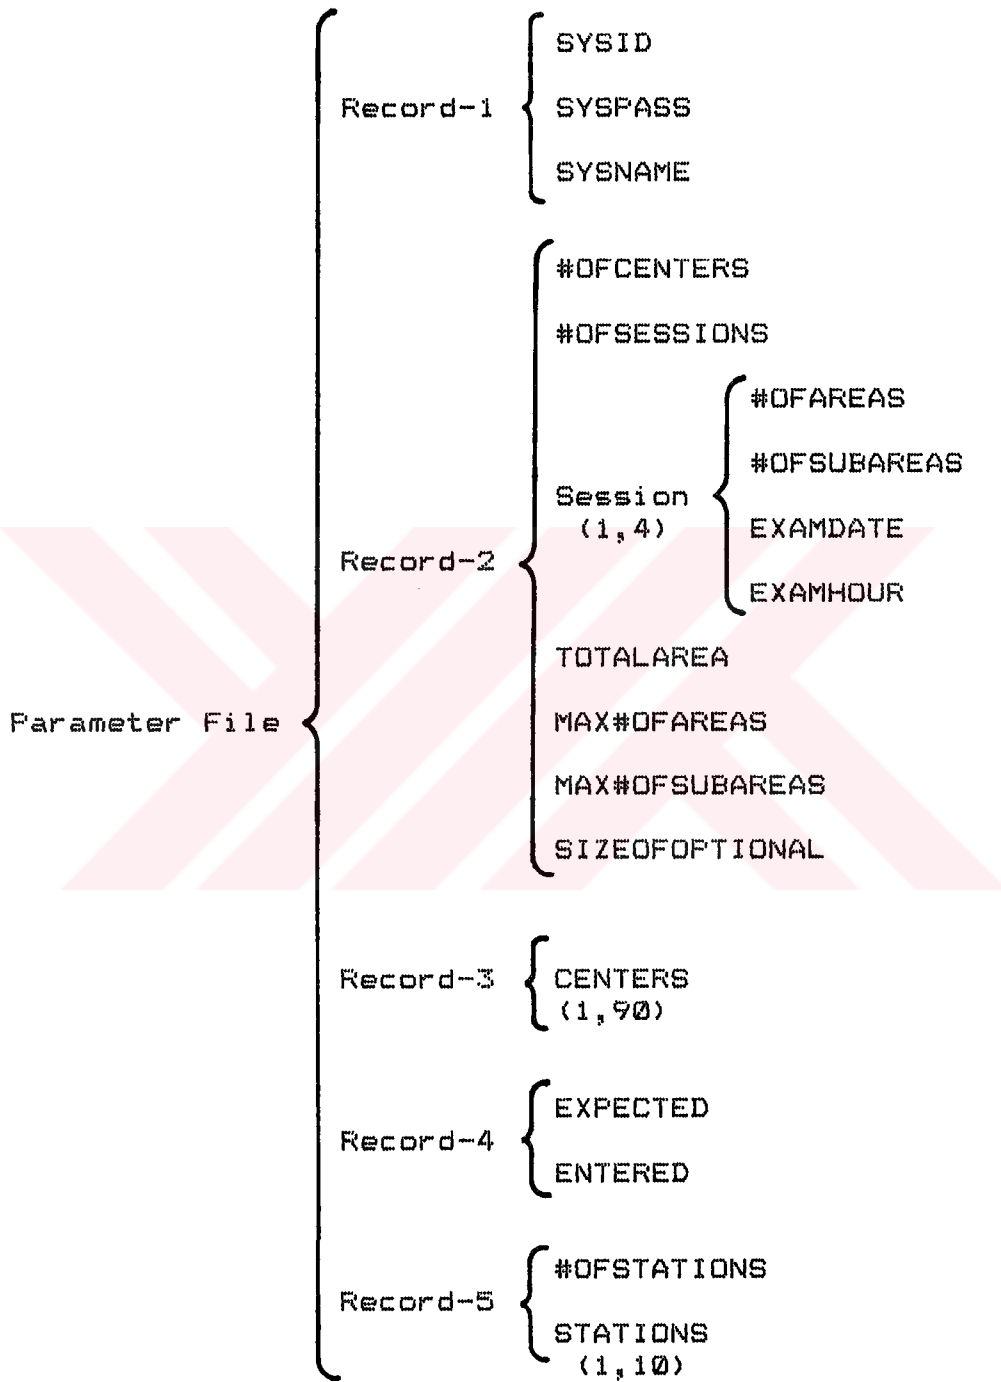 SYSID
Record-1
SYSPASS
SYSNAME
#OFCENTERS
#OFSESSIONS
#OFAREAS
#OFSUBAREAS
Session
(1,4)
EXAMDATE
Record-2
EXAMHOUR
TOTALAREA
Parameter File
MAX#OFAREAS
MAX#OFSUBAREAS
SIZEOFOPTIONAL
Record-3
CENTERS
(1,90)
EXPECTED
Record-4
ENTERED
#OFSTATIONS
Record-5
STATIONS
(1,10)